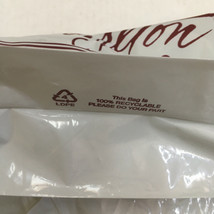 This Bag is
100% RECYCLABLE
PLEASE DO YOUR PART
4
LDPE